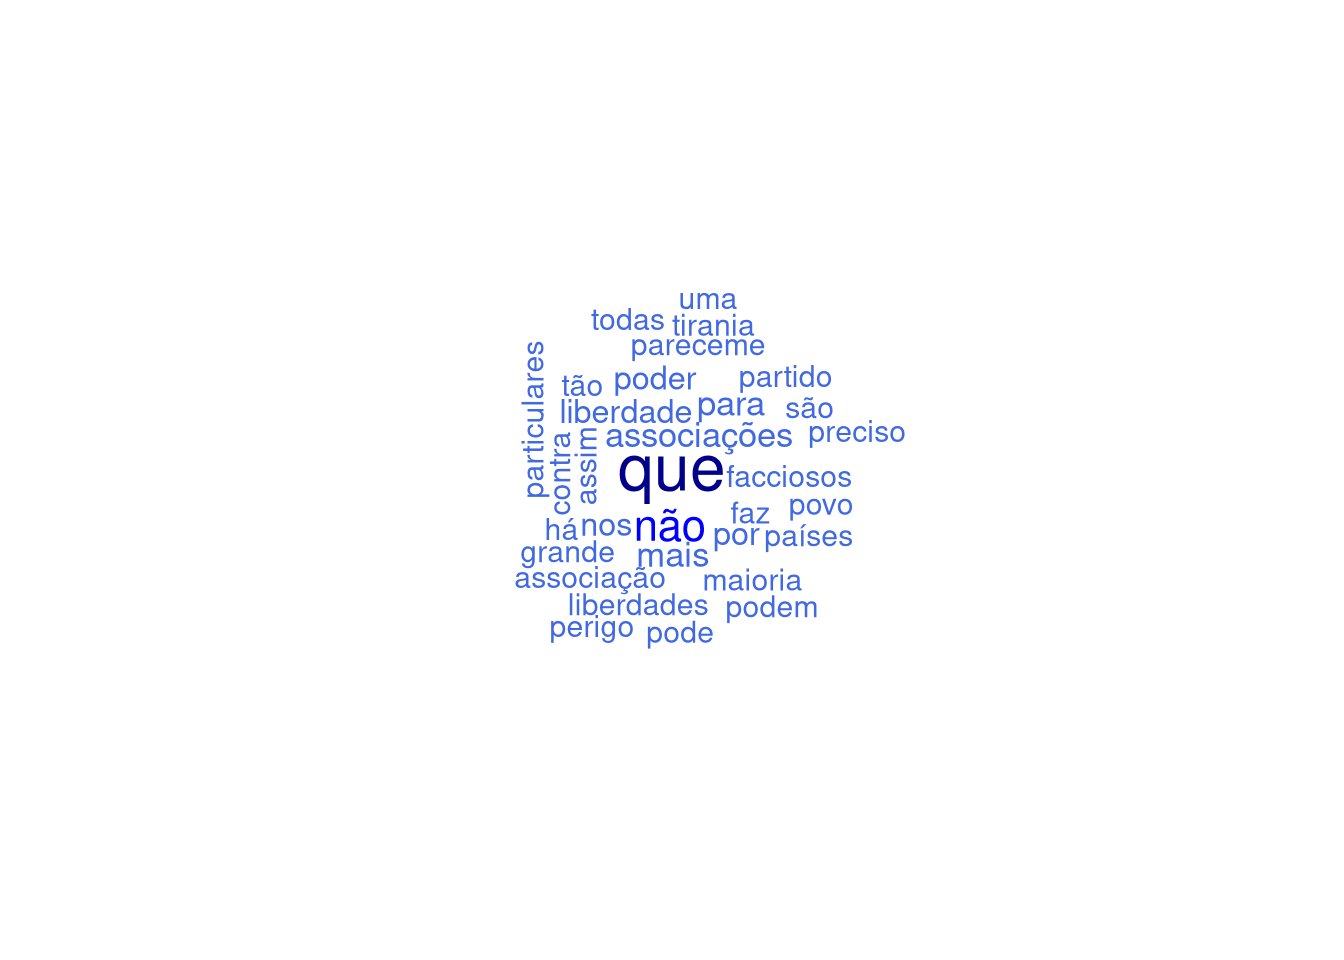 uma
todas
tirania
pareceme
particulares
tão
poder
partido
liberdade
para
são
contra
assim
associações
preciso
que
facciosos
há
nos
não
faz
povo
por
países
grande
mais
associação
maioria
liberdades
podem
perigo
pode